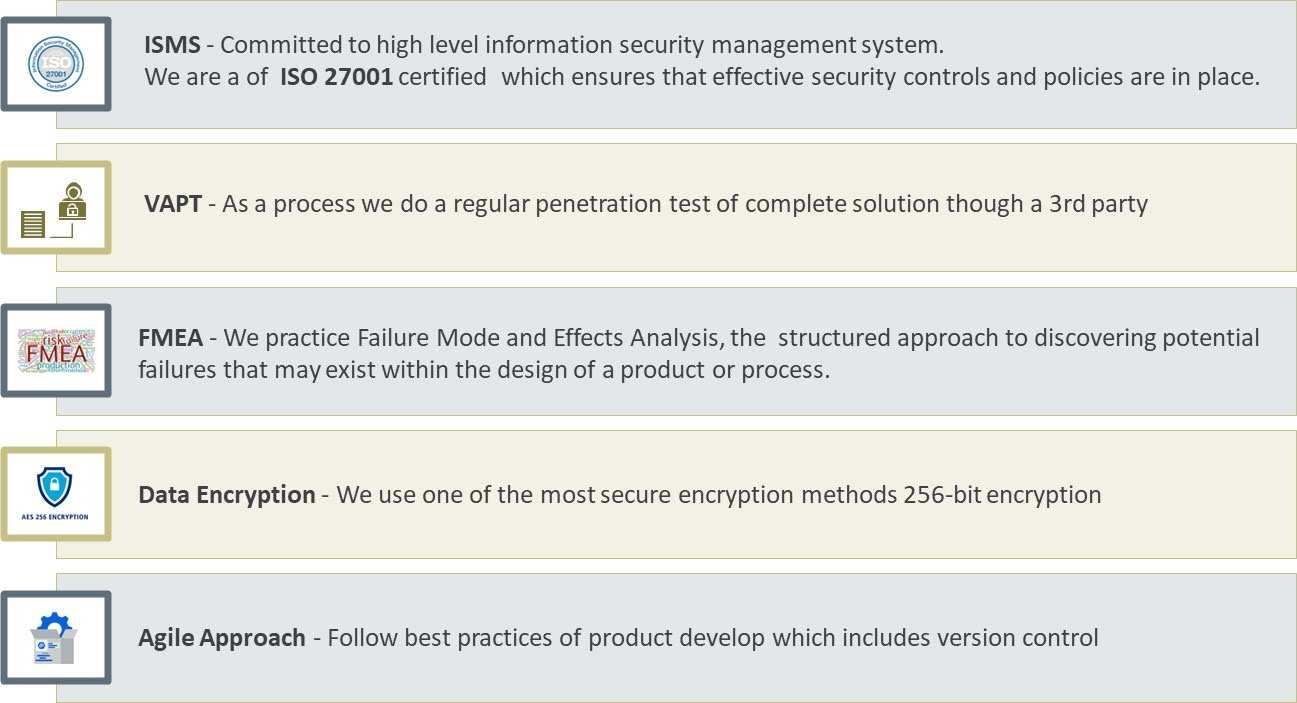 ISMS - Committed to high level information security management system.
We are a of ISO 27001 certified which ensures that effective security controls and policies are in place.
Information Security Management
ISO
27001
Certified
VAPT - As a process we do a regular penetration test of complete solution though a 3rd party
FMEA - We practice Failure Mode and Effects Analysis, the structured approach to discovering potential
failures that may exist within the design of a product or process.
risk
failure
FMEA
production
Data Encryption - We use one of the most secure encryption methods 256-bit encryption
AES 256 ENCRYPTION
Agile Approach - Follow best practices of product develop which includes version control